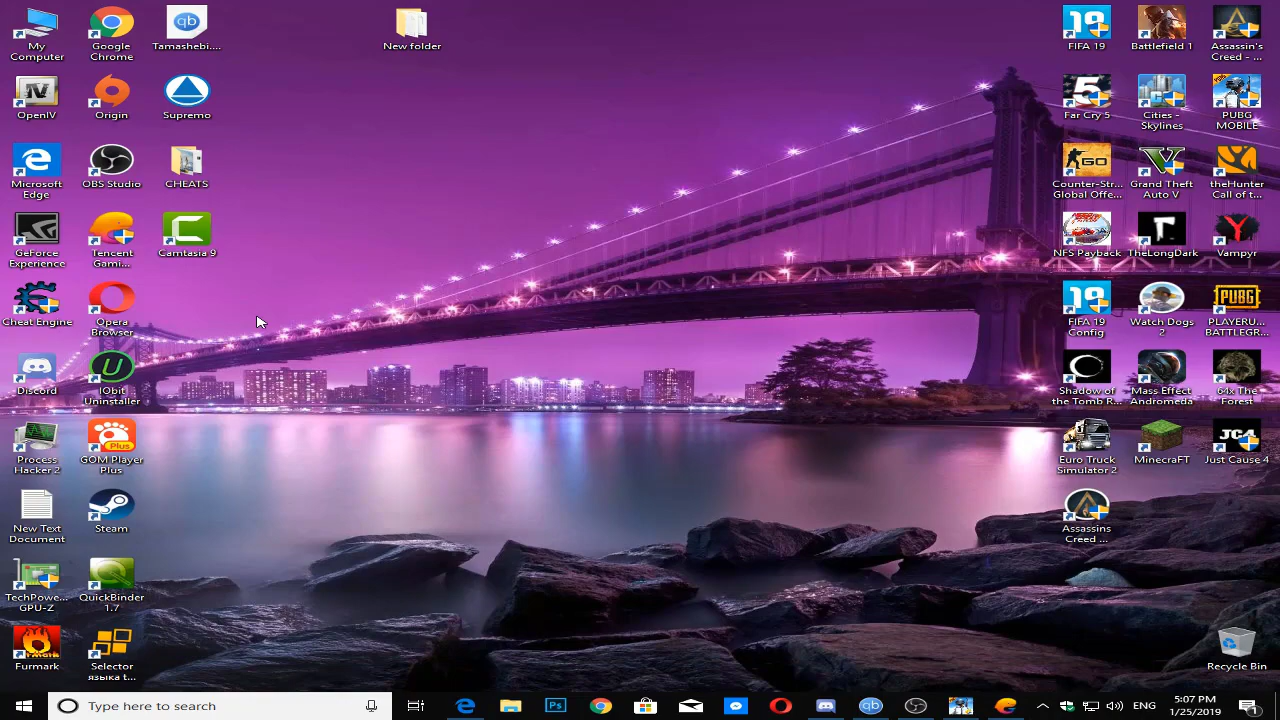 My
Computer
Google
Chrome
Tamashebi....
New folder
OpenIV
Origin
Supremo
Microsoft
Edge
OBS Studio
CHEATS
GeForce
Experience
Tencent
Gami...
Camtasia 9
Cheat Engine
Opera
Browser
Discord
IObit
Uninstaller
Process
Hacker 2
GOM Player
Plus
New Text
Document
Steam
TechPowe...
GPU-Z
QuickBinder
1.7
Furmark
Selector
языка t...
FIFA 19
Battlefield 1
Assassin's
Creed - ...
Far Cry 5
Cities -
Skylines
PUBG
MOBILE
Counter-Str...
Global Offe...
Grand Theft
Auto V
theHunter
Call of t...
NFS Payback
TheLongDark
Vampyr
FIFA 19
Config
Watch Dogs
2
PLAYERU...
BATTLEGR...
Shadow of
the Tomb R...
Mass Effect
Andromeda
64x The
Forest
Euro Truck
Simulator 2
MinecraFT
Just Cause 4
Assassins
Creed ...
Recycle Bin
Type here to search
ENG
5:07 PM
1/25/2019